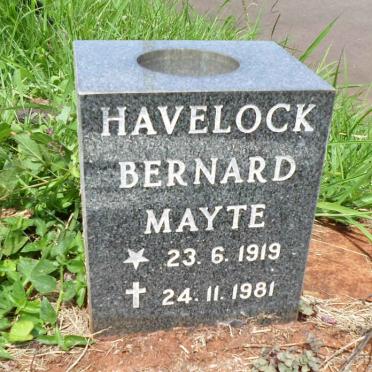 HAVELOCK
BERNARD
MAYTE
★ 23. 6. 1919
✝ 24. 11. 1981